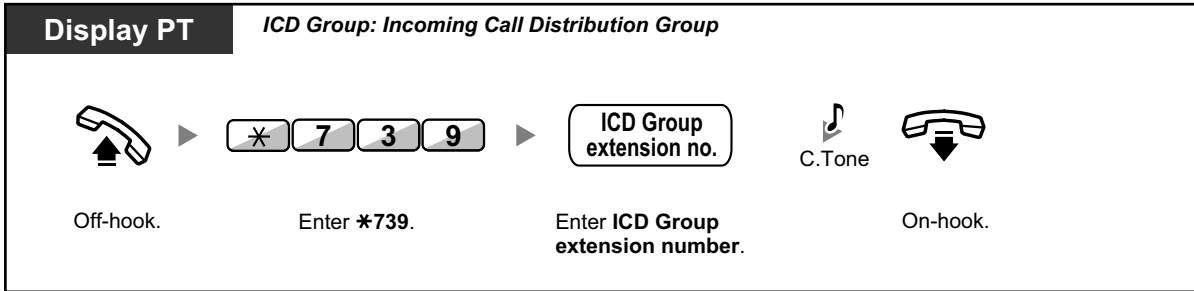 Display PT
ICD Group: Incoming Call Distribution Group
* 7 3 9
ICD Group
extension no.
C.Tone
Off-hook.
Enter *739.
Enter ICD Group
extension number.
On-hook.